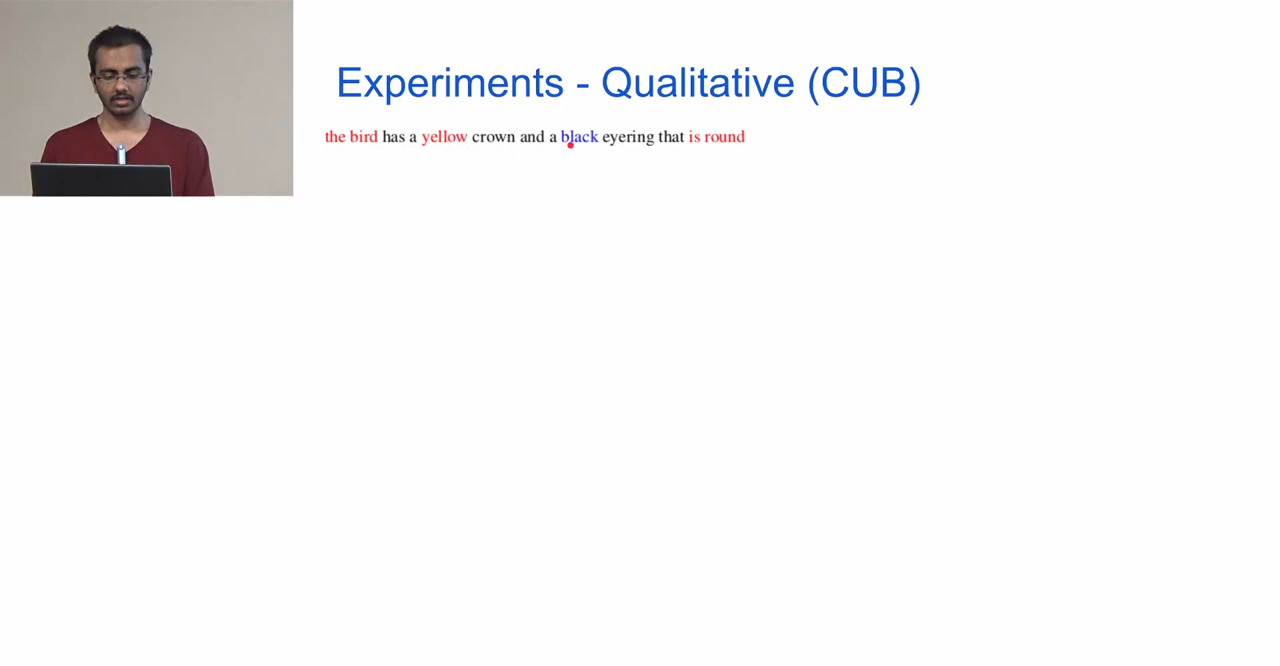 Experiments - Qualitative (CUB)
the bird has a yellow crown and a black eyering that is round